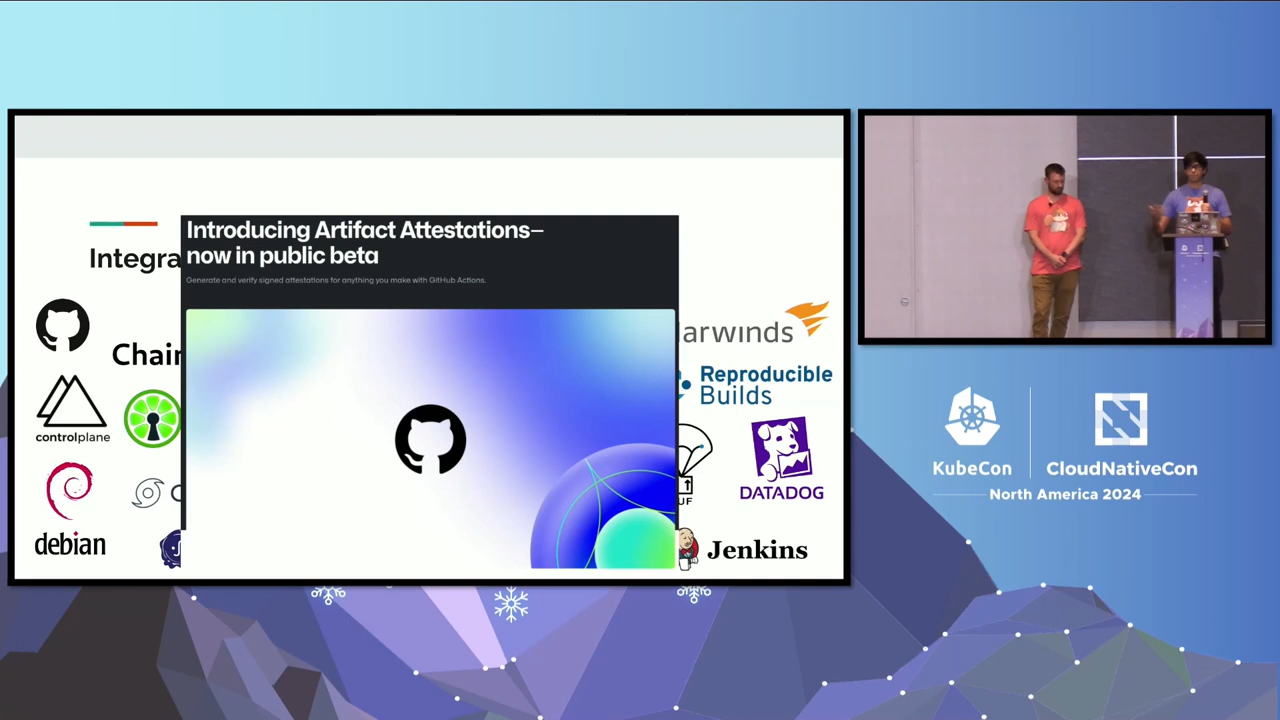 Introducing Artifact Attestations—
now in public beta
Generate and verify signed attestations for anything you make with GitHub Actions.
Integra
Chain
arwinds
Reproducible
Builds
controlplane
DATADOG
UF
debian
Jenkins
KubeCon
CloudNativeCon
North America 2024